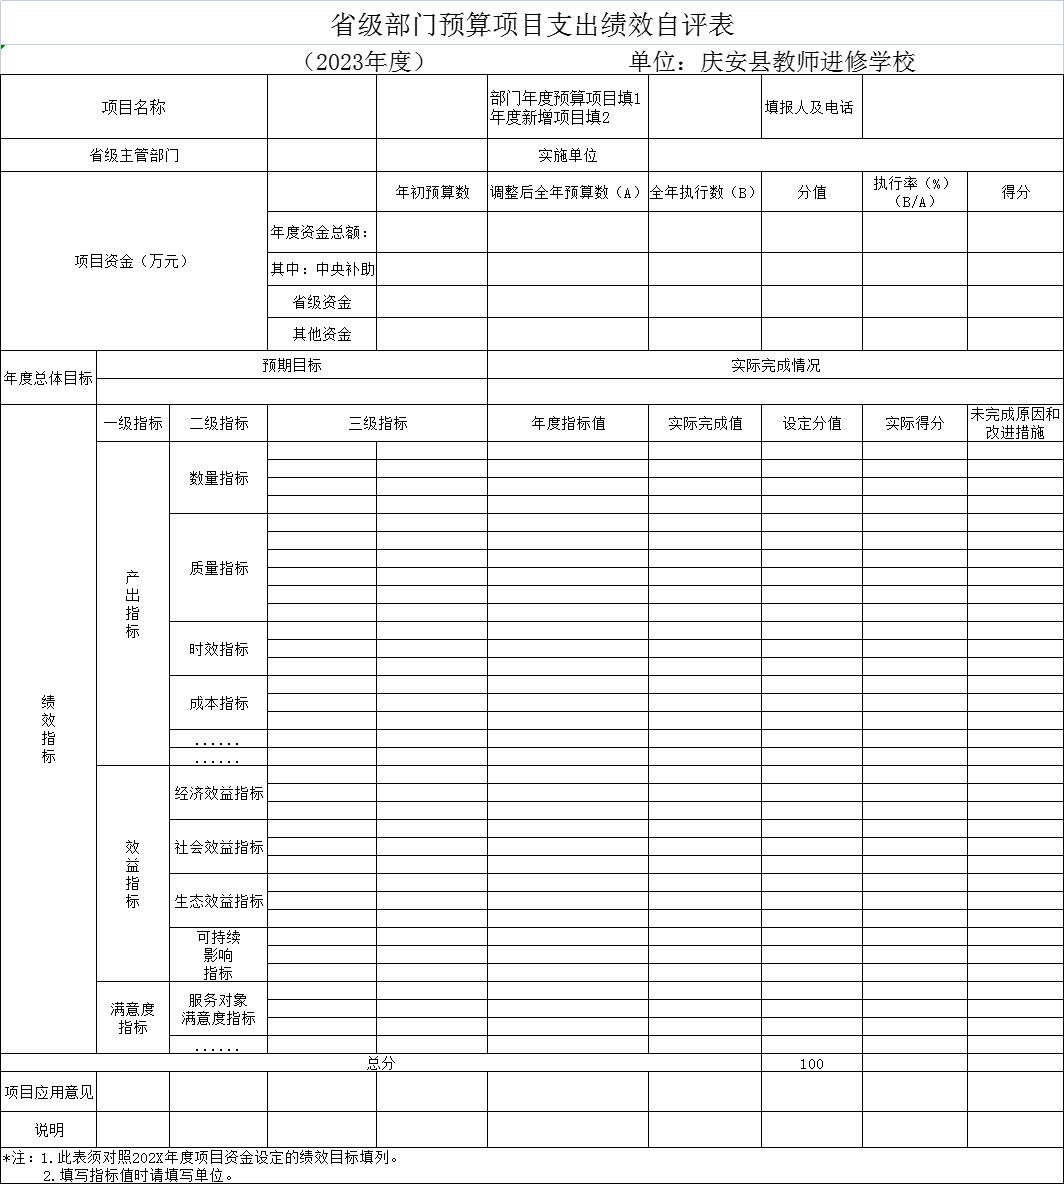 省级部门预算项目支出绩效自评表
（2023年度） 单位：庆安县教师进修学校
项目名称 部门年度预算项目填1 填报人及电话
年度新增项目填2
省级主管部门 实施单位
项目资金（万元） 年初预算数 调整后全年预算数（A） 全年执行数（B） 分值 执行率（%） 得分
（B/A）
年度资金总额：
其中：中央补助
省级资金
其他资金
年度总体目标 预期目标 实际完成情况
绩效指标
一级指标 二级指标 三级指标 年度指标值 实际完成值 设定分值 实际得分 未完成原因和
改进措施
产出指标
数量指标
质量指标
时效指标
成本指标
......
......
效益指标
经济效益指标
社会效益指标
生态效益指标
可持续
影响
指标
满意度
指标
服务对象
满意度指标
......
总分 100
项目应用意见
说明
*注：1.此表须对照202X年度项目资金设定的绩效目标填列。
2.填写指标值时请填写单位。